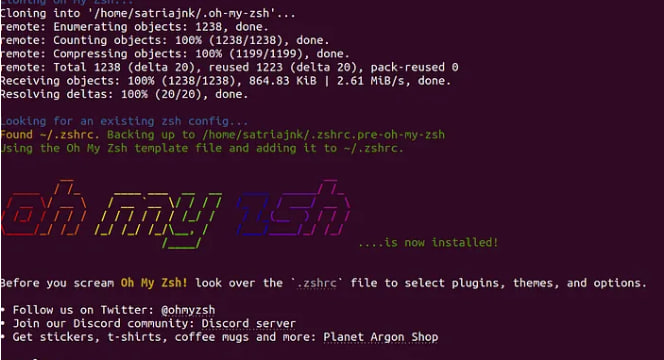 Cloning Oh My Zsh...
Cloning into '/home/satriajnk/.oh-my-zsh'...
remote: Enumerating objects: 1238, done.
remote: Counting objects: 100% (1238/1238), done.
remote: Compressing objects: 100% (1199/1199), done.
remote: Total 1238 (delta 20), reused 1223 (delta 20), pack-reused 0
Receiving objects: 100% (1238/1238), 864.83 KiB | 2.61 MiB/s, done.
Resolving deltas: 100% (20/20), done.
Looking for an existing zsh config...
Found ~/.zshrc. Backing up to /home/satriajnk/.zshrc.pre-oh-my-zsh
Using the Oh My Zsh template file and adding it to ~/.zshrc.
oh my zsh
....is now installed!
Before you scream Oh My Zsh! look over the `.zshrc` file to select plugins, themes, and options.
• Follow us on Twitter: @ohmyzsh
• Join our Discord community: Discord server
• Get stickers, t-shirts, coffee mugs and more: Planet Argon Shop